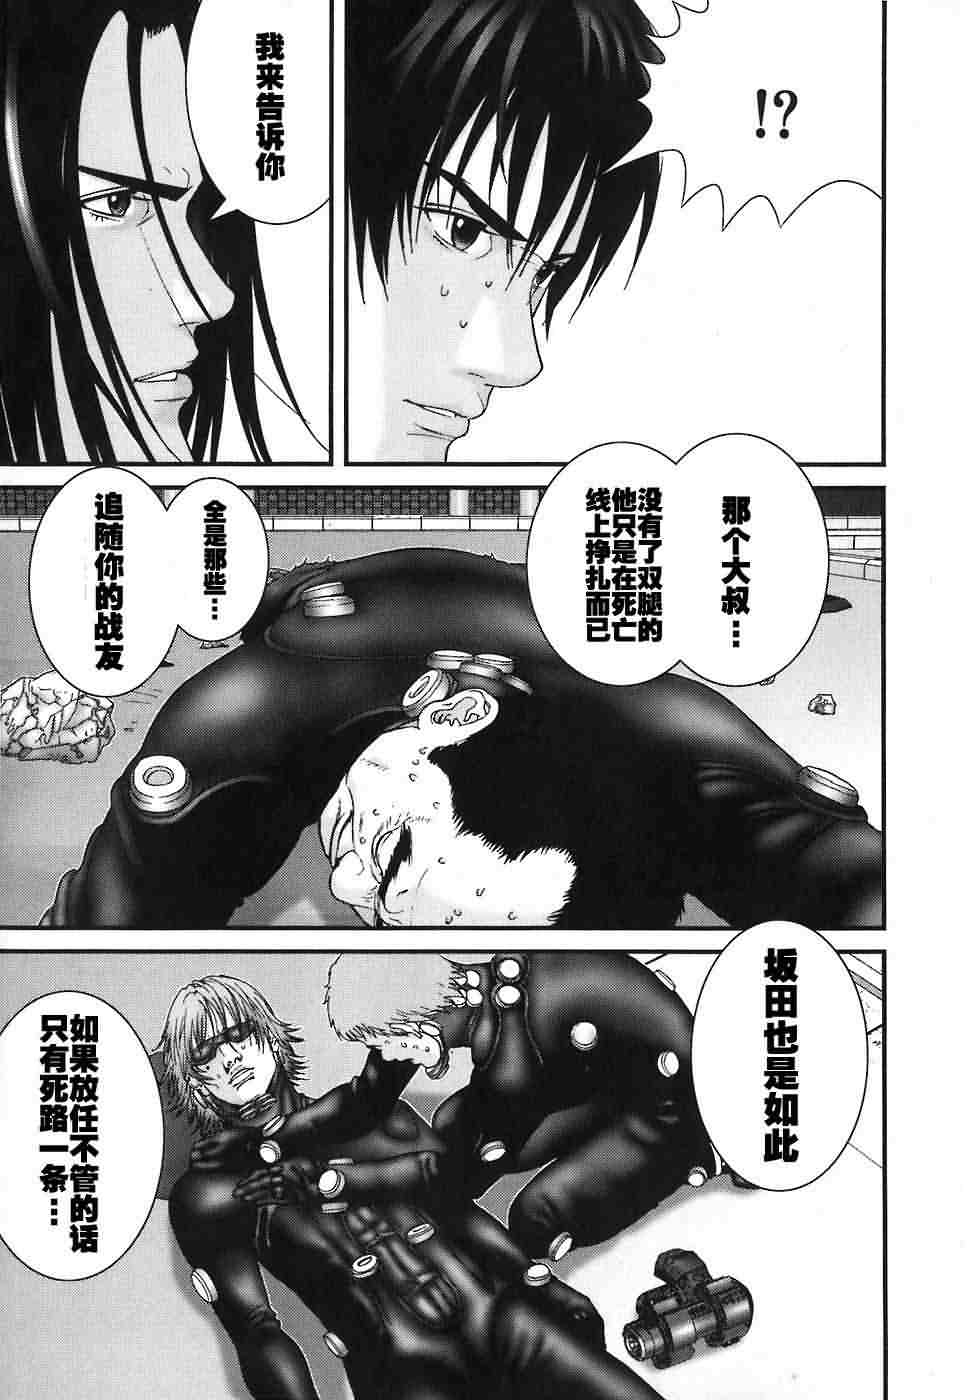 !?
我来告诉你
那个大叔…
没有了双腿的
他只是在死亡
线上挣扎而已
全是那些…
追随你的战友
坂田也是如此
如果放任不管的话
只有死路一条…